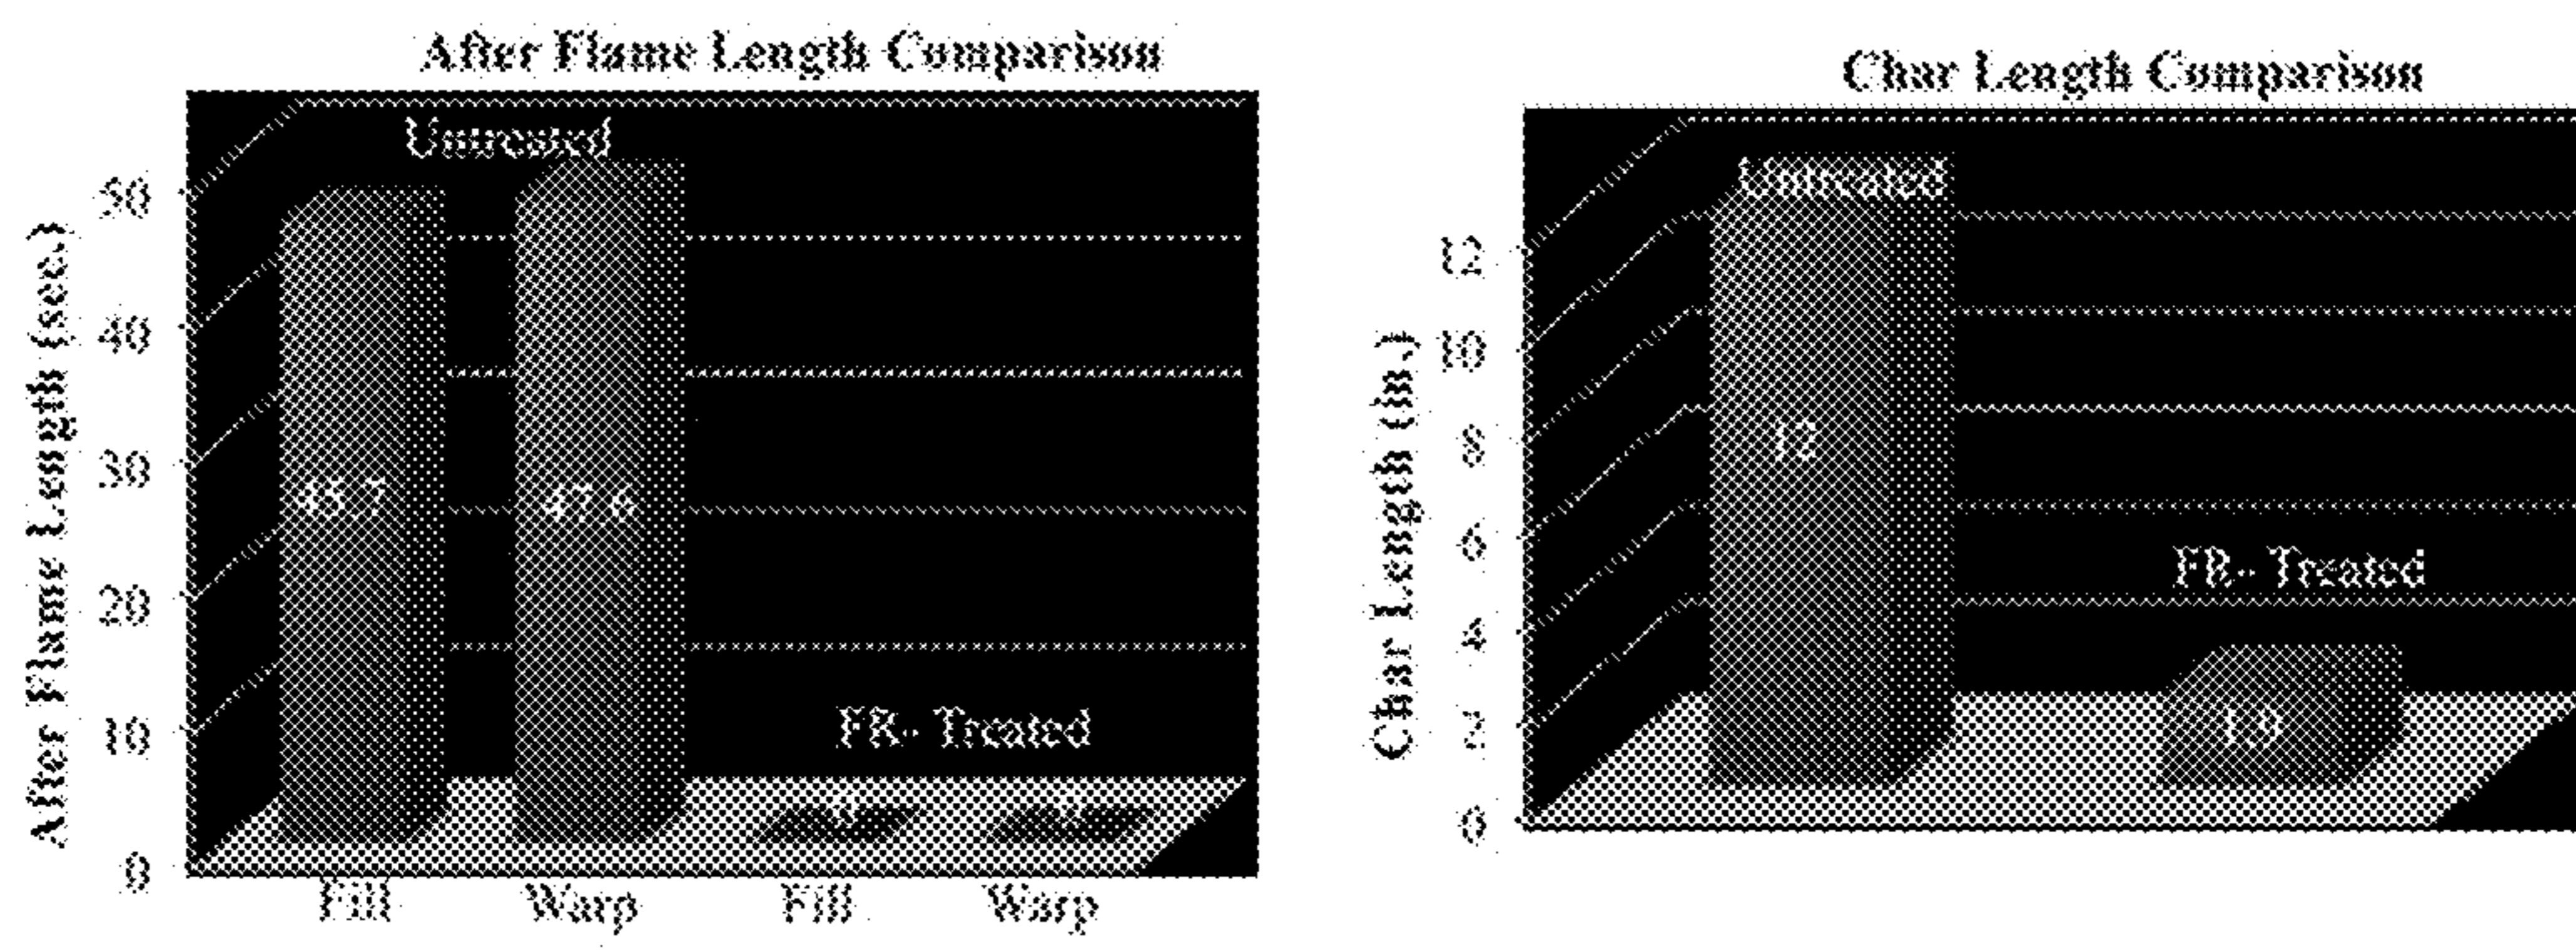 After Flame Length Comparison
After Flame Length (sec.)
50
40
30
20
10
0
Untreated
45.7
47.6
FR- Treated
0
0
Fill
Warp
Fill
Warp
Char Length Comparison
Char Length (in.)
12
10
8
6
4
2
0
Untreated
12
FR- Treated
1.9